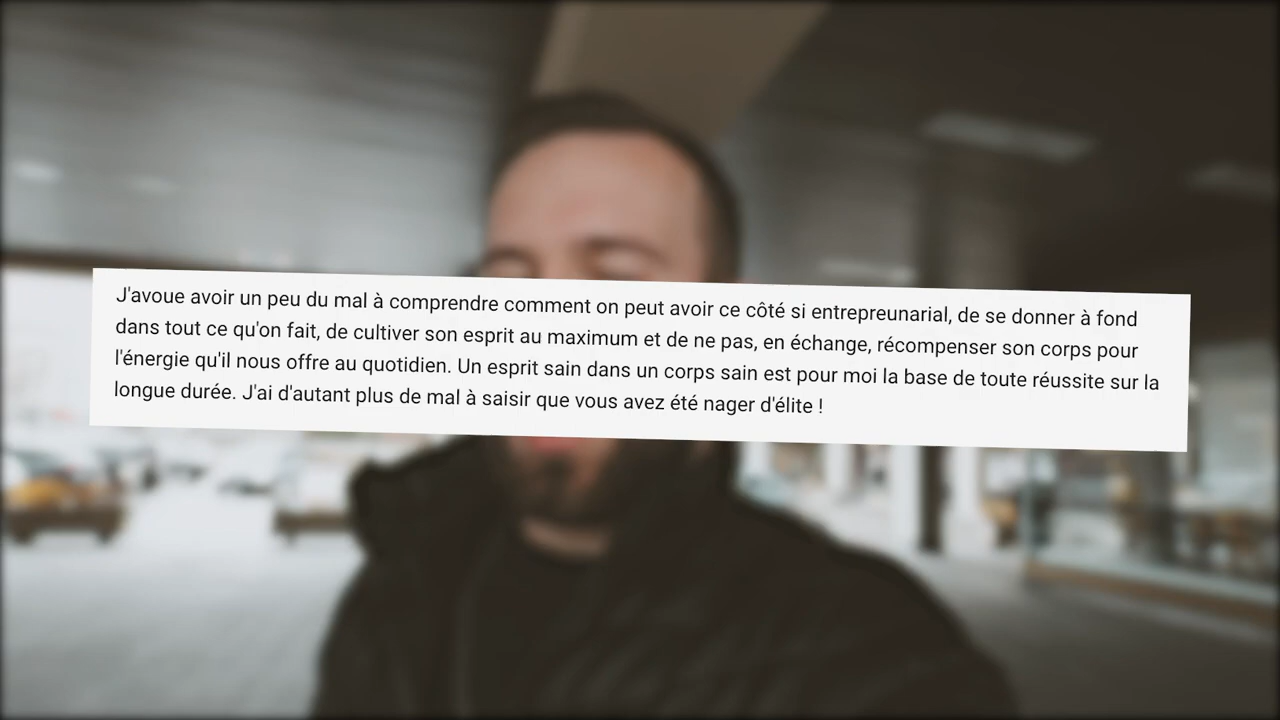 J'avoue avoir un peu du mal à comprendre comment on peut avoir ce côté si entrepreunarial, de se donner à fond
dans tout ce qu'on fait, de cultiver son esprit au maximum et de ne pas, en échange, récompenser son corps pour
l'énergie qu'il nous offre au quotidien. Un esprit sain dans un corps sain est pour moi la base de toute réussite sur la
longue durée. J'ai d'autant plus de mal à saisir que vous avez été nager d'élite !